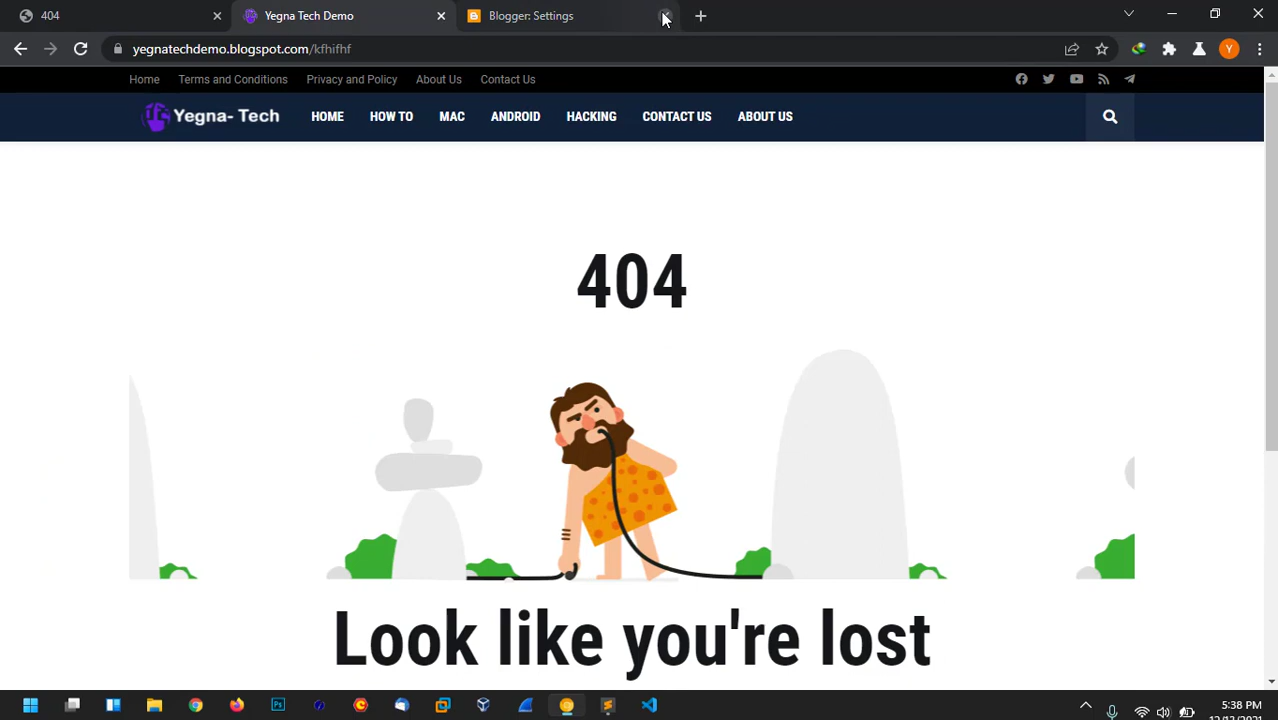 404
Yegna Tech Demo
Blogger: Settings
yegnatechdemo.blogspot.com/kfhifhf
Y
Home Terms and Conditions Privacy and Policy About Us Contact Us
Yegna- Tech
HOME HOW TO MAC ANDROID HACKING CONTACT US ABOUT US
404
Look like you're lost
5:38 PM